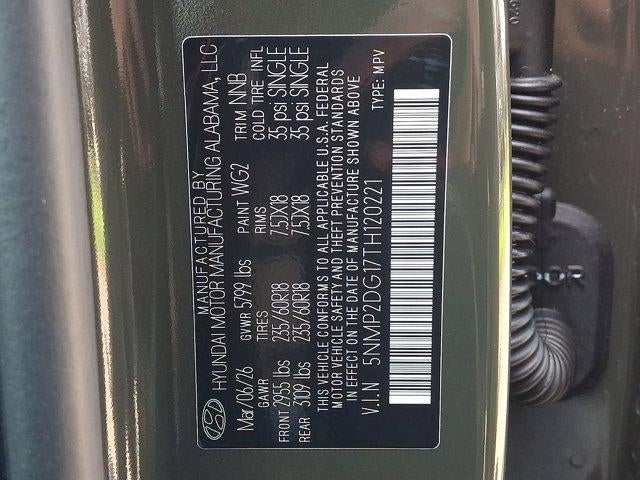 MANUFACTURED BY
HYUNDAI MOTOR MANUFACTURING ALABAMA, LLC
Mar/06/26 GVWR 5799 lbs PAINT WG2 TRIM NNB
GAWR TIRES RIMS COLD TIRE INFL
FRONT 2955 lbs 235/60R18 7.5JX18 35 psi SINGLE
REAR 3109 lbs 235/60R18 7.5JX18 35 psi SINGLE
THIS VEHICLE CONFORMS TO ALL APPLICABLE U.S.A. FEDERAL
MOTOR VEHICLE SAFETY AND THEFT PREVENTION STANDARDS
IN EFFECT ON THE DATE OF MANUFACTURE SHOWN ABOVE
V.I.N 5NMP2DG17TH120221 TYPE: MPV